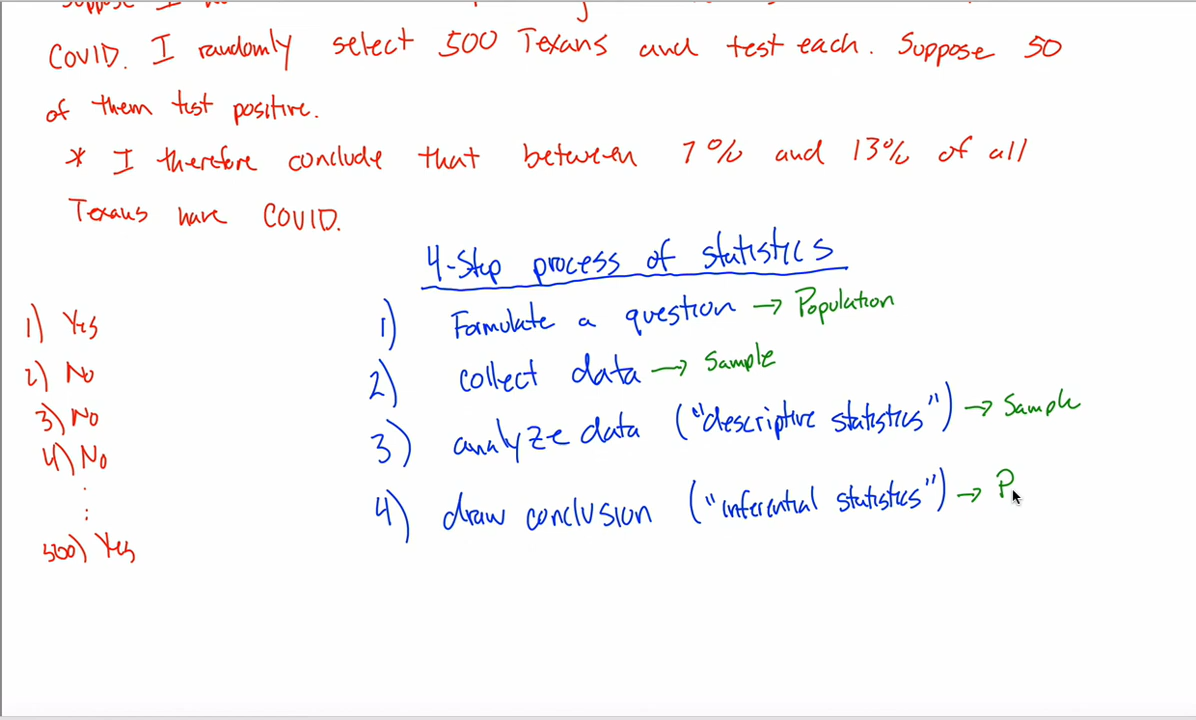 Suppose I
COVID. I randomly select 500 Texans and test each. Suppose 50
of them test positive.
* I therefore conclude that between 7% and 13% of all
Texans have COVID.
4-Step process of statistics
1) Formulate a question → Population
2) collect data → Sample
3) analyze data ("descriptive statistics") → Sample
4) draw conclusion ("inferential statistics") → P
1) Yes
2) No
3) No
4) No
:
:
500) Yes